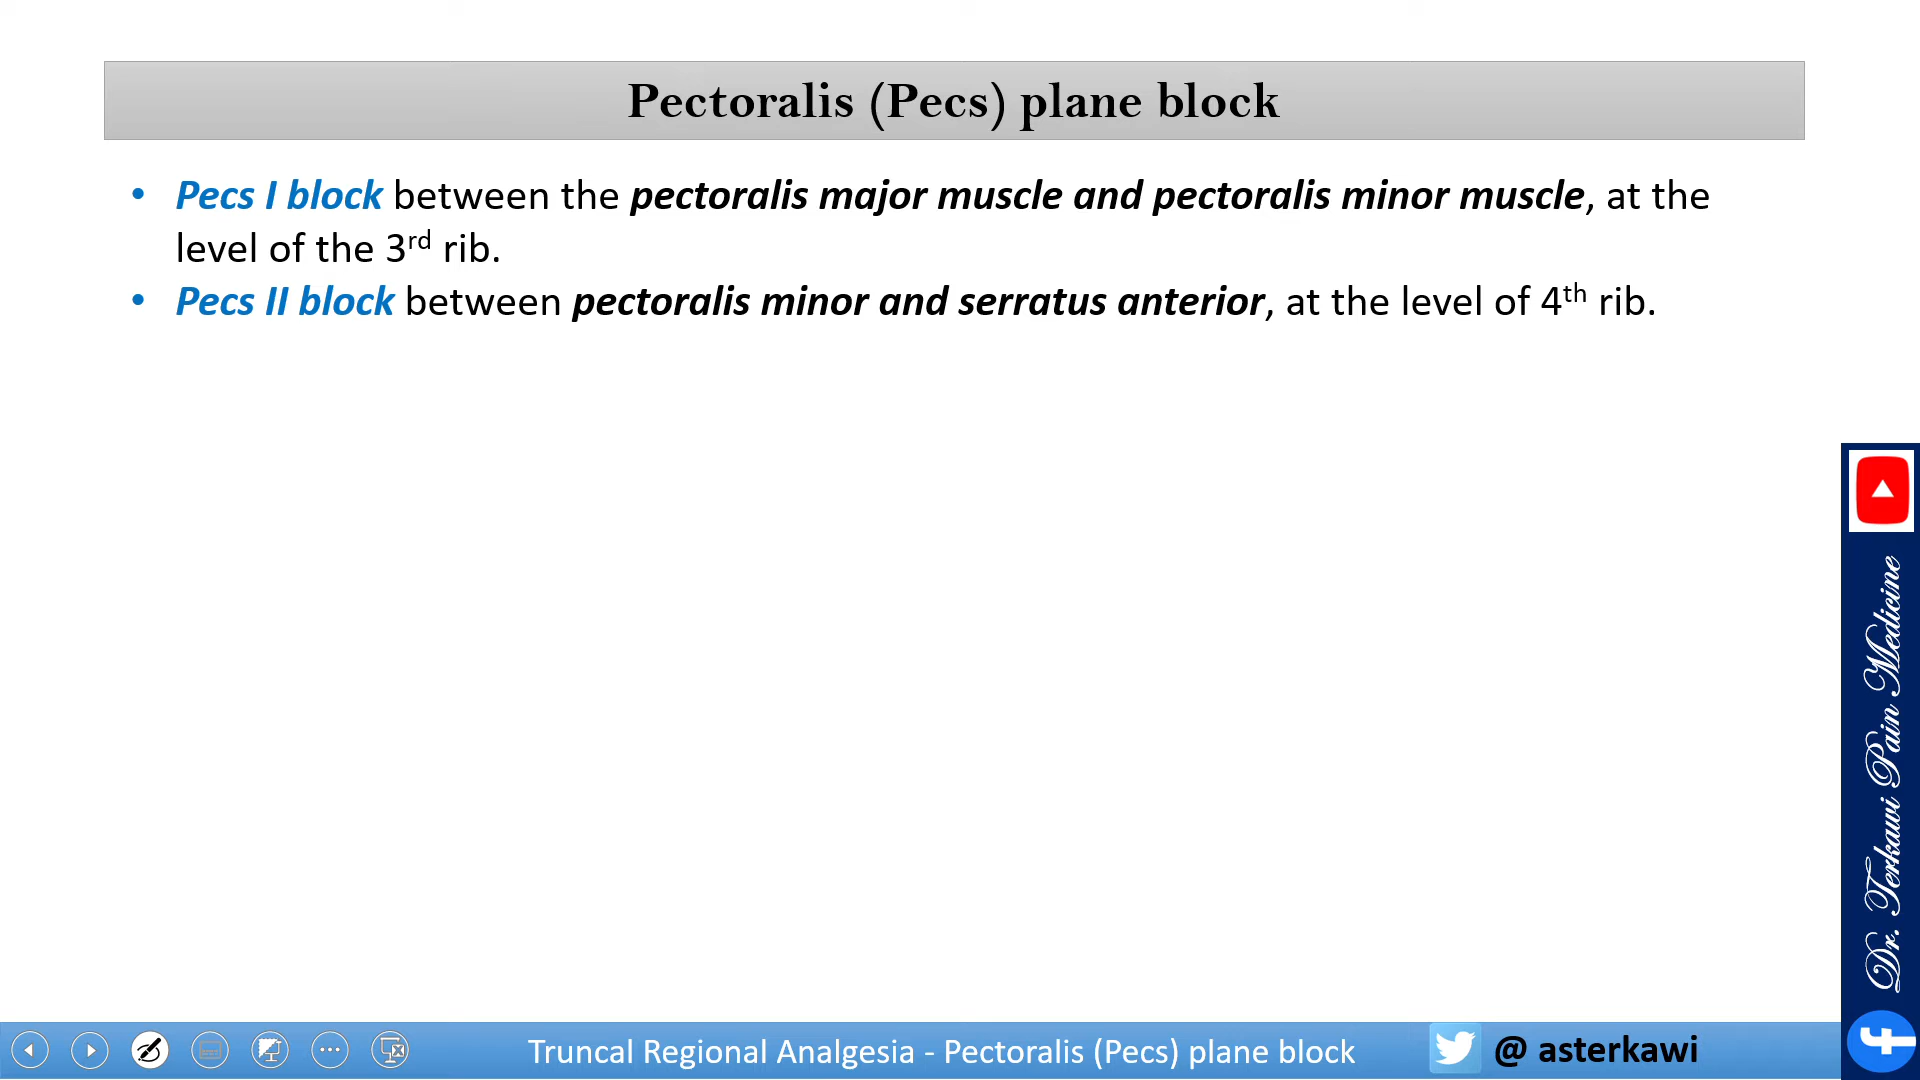 Pectoralis (Pecs) plane block
• Pecs I block between the pectoralis major muscle and pectoralis minor muscle, at the
level of the 3rd rib.
• Pecs II block between pectoralis minor and serratus anterior, at the level of 4th rib.
Dr. Terkawi Pain Medicine
Truncal Regional Analgesia - Pectoralis (Pecs) plane block
@ asterkawi